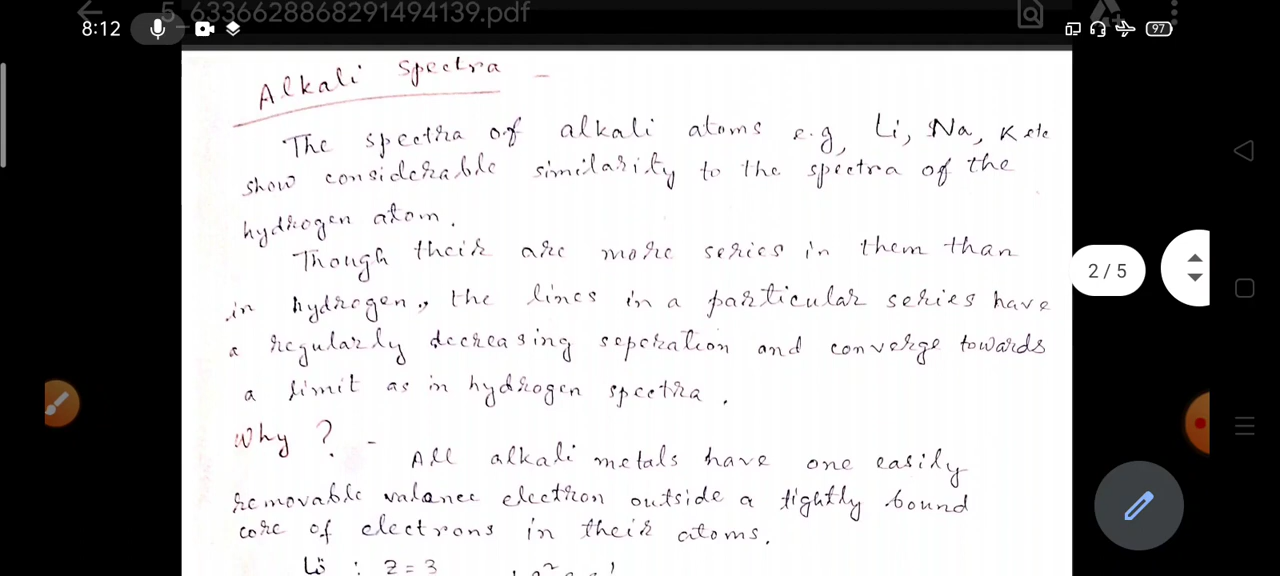 5_6336628868291494139.pdf
8:12
97
Alkali Spectra -
The spectra of alkali atoms e.g, Li, Na, K etc
show considerable similarity to the spectra of the
hydrogen atom.
Though their are more series in them than
in hydrogen, the lines in a particular series have
a regularly decreasing seperation and converge towards
a limit as in hydrogen spectra.
2/5
Why? - All alkali metals have one easily
removable valance electron outside a tightly bound
core of electrons in their atoms.
Li : Z = 3